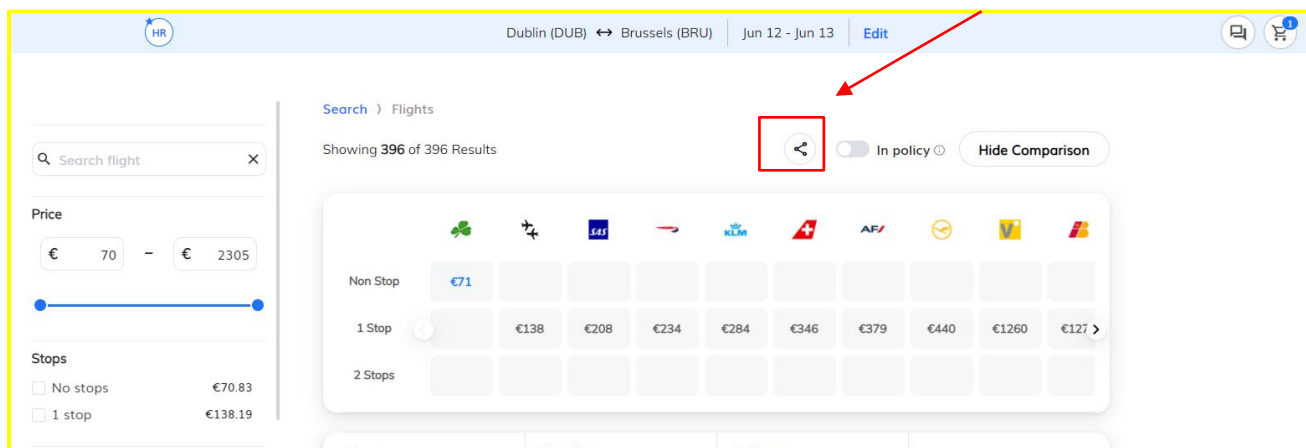 HR
Dublin (DUB) ↔ Brussels (BRU) Jun 12 - Jun 13 Edit
1
Search > Flights
Showing 396 of 396 Results
In policy
Hide Comparison
Search flight
Price
€ 70 - € 2305
Stops
No stops €70.83
1 stop €138.19
SAS KLM AF V
Non Stop €71
1 Stop €138 €208 €234 €284 €346 €379 €440 €1260
2 Stops